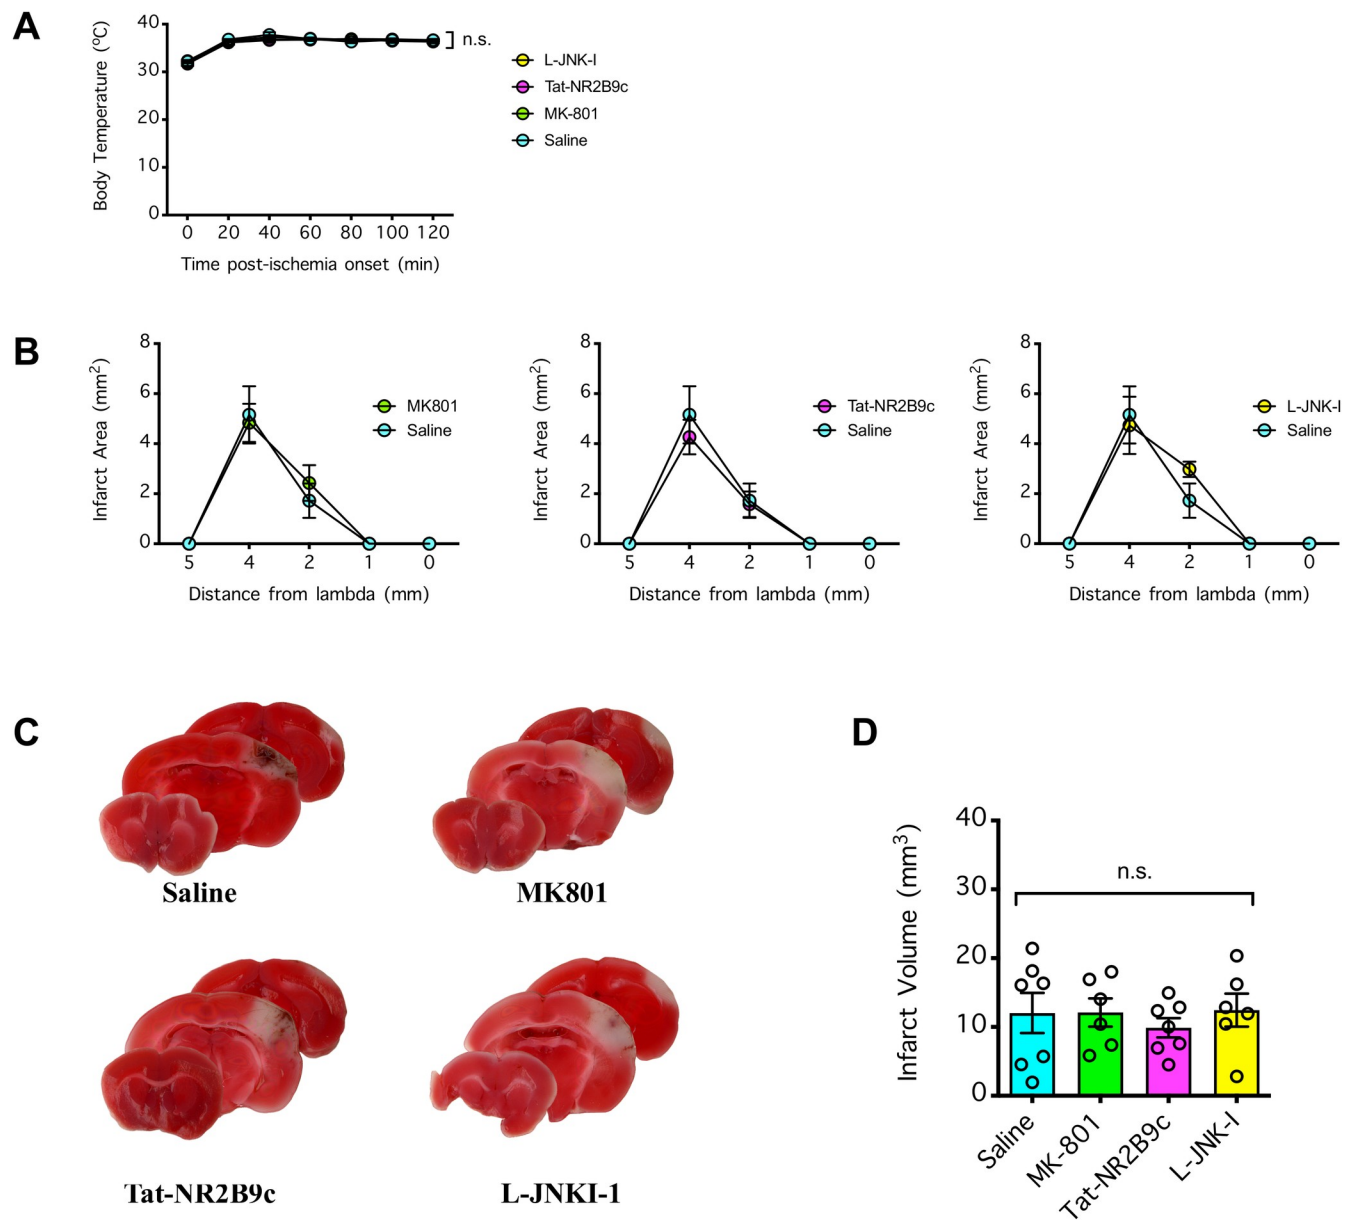 A
Body Temperature (ºC)
40
30
20
10
0
n.s.
0 20 40 60 80 100 120
Time post-ischemia onset (min)
L-JNK-I
Tat-NR2B9c
MK-801
Saline
B
Infarct Area (mm²)
8
6
4
2
0
5 4 2 1 0
Distance from lambda (mm)
MK801
Saline
Infarct Area (mm²)
8
6
4
2
0
5 4 2 1 0
Distance from lambda (mm)
Tat-NR2B9c
Saline
Infarct Area (mm²)
8
6
4
2
0
5 4 2 1 0
Distance from lambda (mm)
L-JNK-I
Saline
C
Saline
MK801
Tat-NR2B9c
L-JNKI-1
D
Infarct Volume (mm³)
40
30
20
10
0
n.s.
Saline
MK-801
Tat-NR2B9c
L-JNK-I